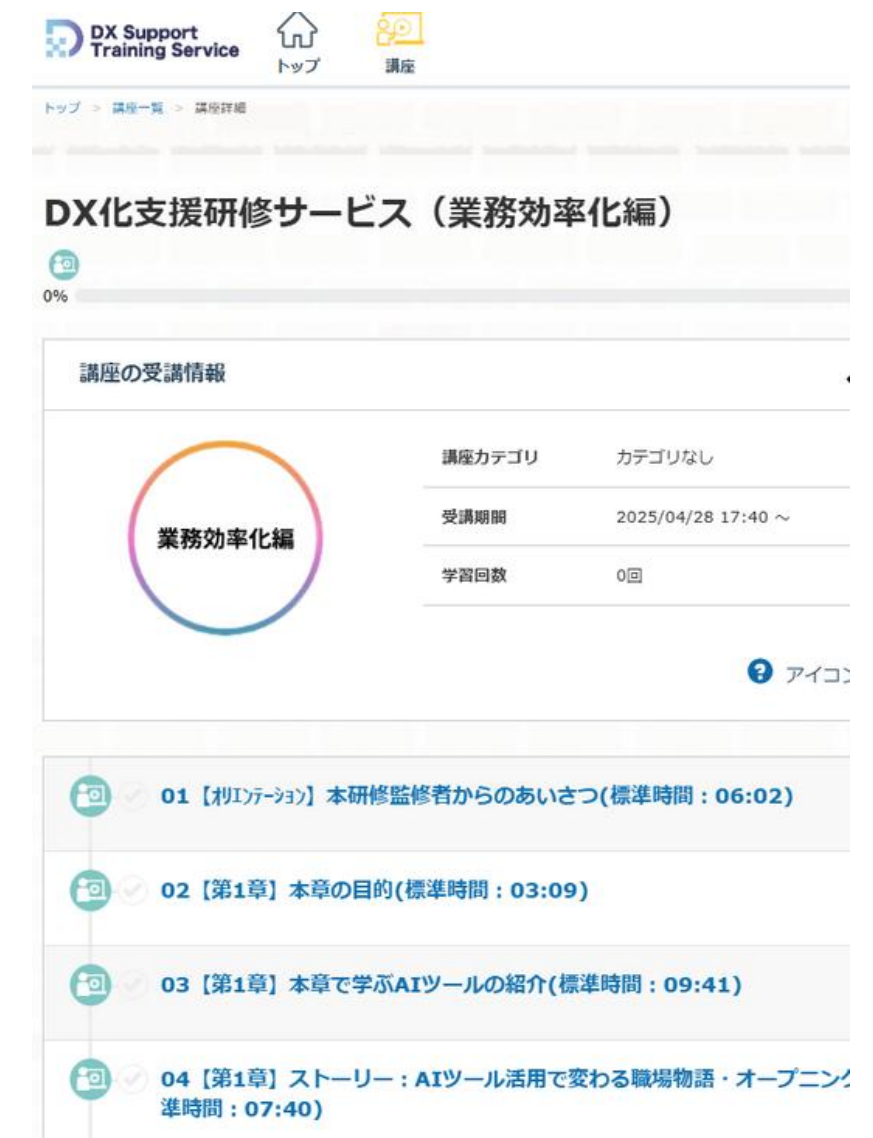 DX Support
Training Service
トップ
講座
トップ > 講座一覧 > 講座詳細
DX化支援研修サービス（業務効率化編）
0%
講座の受講情報
業務効率化編
講座カテゴリ カテゴリなし
受講期間 2025/04/28 17:40 ～
学習回数 0回
? アイコン
01【ｵﾘｴﾝﾃｰｼｮﾝ】本研修監修者からのあいさつ(標準時間：06:02)
02【第1章】本章の目的(標準時間：03:09)
03【第1章】本章で学ぶAIツールの紹介(標準時間：09:41)
04【第1章】ストーリー：AIツール活用で変わる職場物語・オープニング
準時間：07:40)